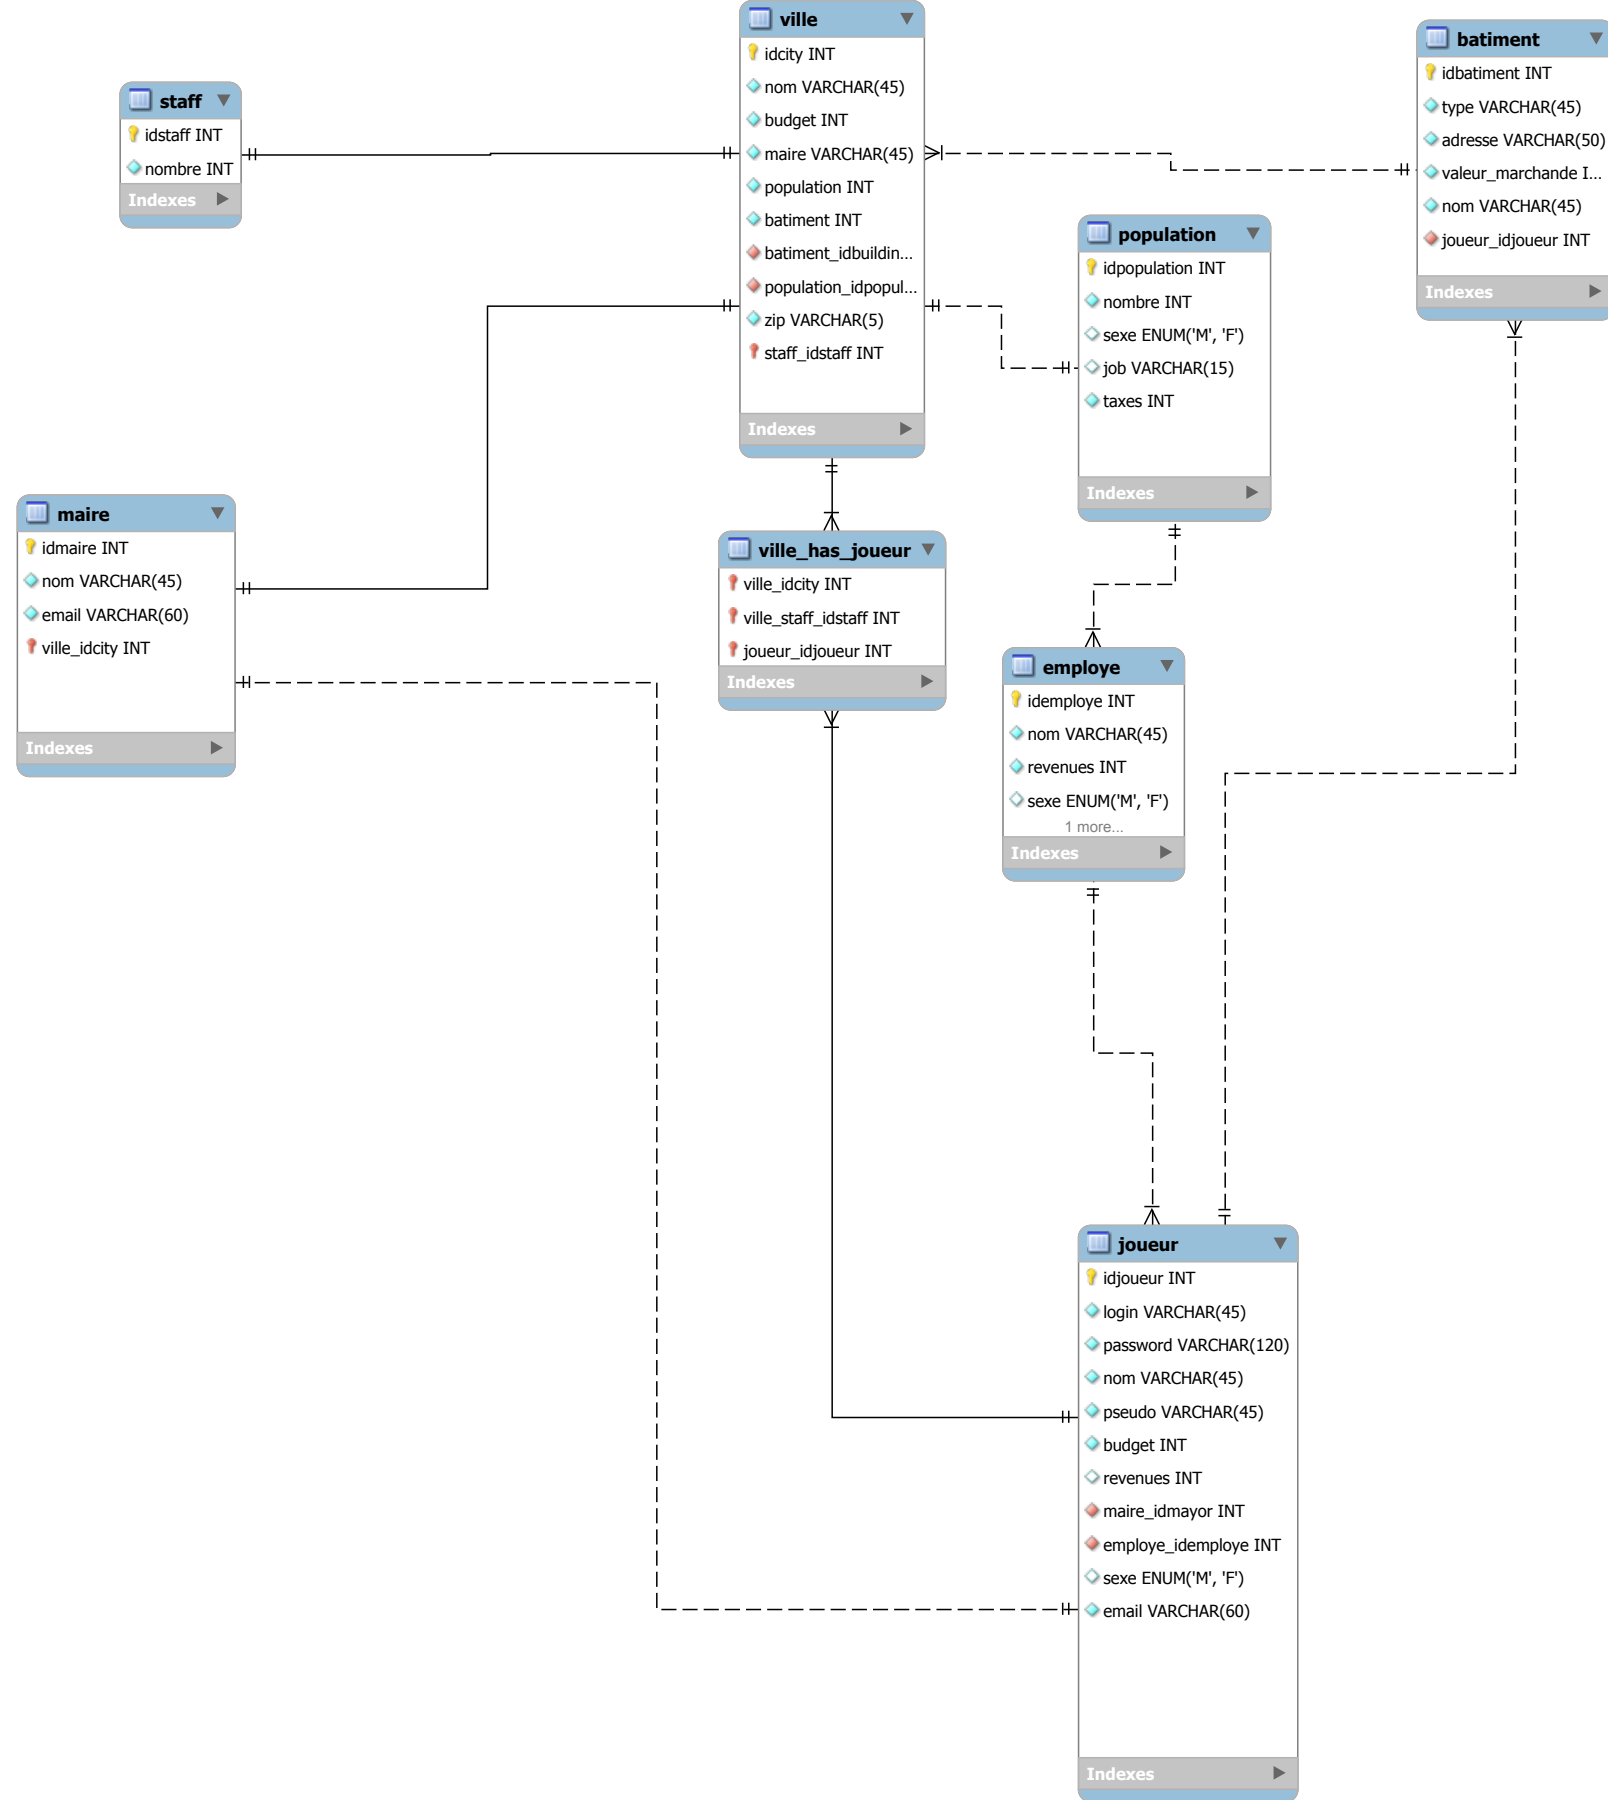 ville
idcity INT
nom VARCHAR(45)
budget INT
maire VARCHAR(45)
population INT
batiment INT
batiment_idbuildin...
population_idpopul...
zip VARCHAR(5)
staff_idstaff INT
Indexes
batiment
idbatiment INT
type VARCHAR(45)
adresse VARCHAR(50)
valeur_marchande I...
nom VARCHAR(45)
joueur_idjoueur INT
Indexes
staff
idstaff INT
nombre INT
Indexes
population
idpopulation INT
nombre INT
sexe ENUM('M', 'F')
job VARCHAR(15)
taxes INT
Indexes
maire
idmaire INT
nom VARCHAR(45)
email VARCHAR(60)
ville_idcity INT
Indexes
ville_has_joueur
ville_idcity INT
ville_staff_idstaff INT
joueur_idjoueur INT
Indexes
employe
idemploye INT
nom VARCHAR(45)
revenues INT
sexe ENUM('M', 'F')
1 more...
Indexes
joueur
idjoueur INT
login VARCHAR(45)
password VARCHAR(120)
nom VARCHAR(45)
pseudo VARCHAR(45)
budget INT
revenues INT
maire_idmayor INT
employe_idemploye INT
sexe ENUM('M', 'F')
email VARCHAR(60)
Indexes